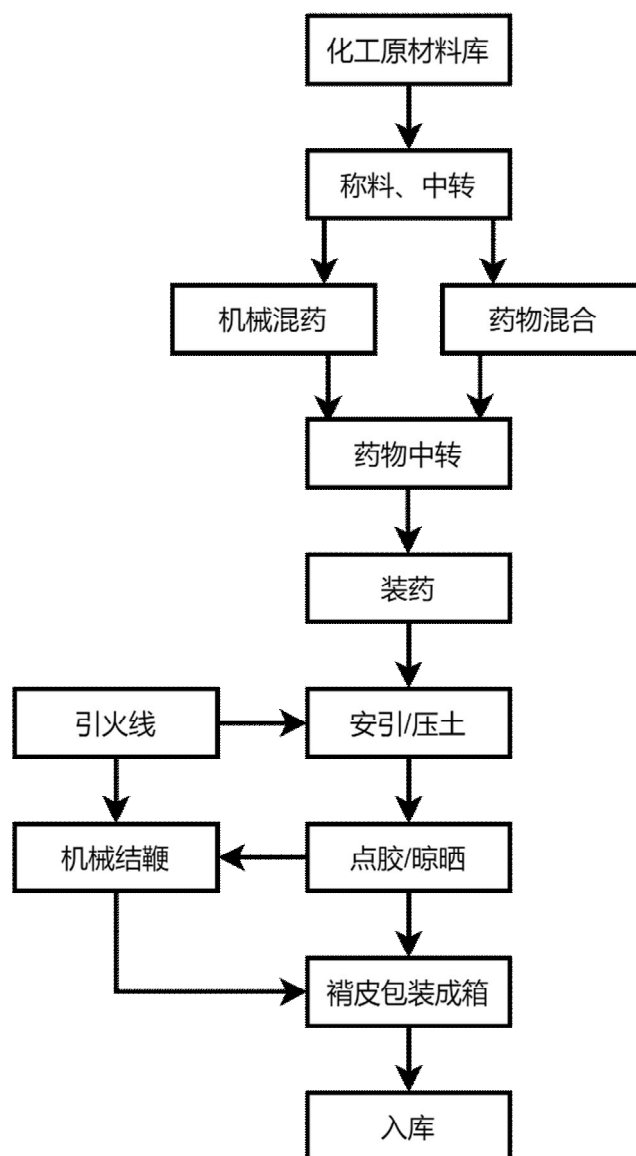 化工原材料库
称料、中转
机械混药
药物混合
药物中转
装药
引火线
安引/压土
机械结鞭
点胶/晾晒
褙皮包装成箱
入库